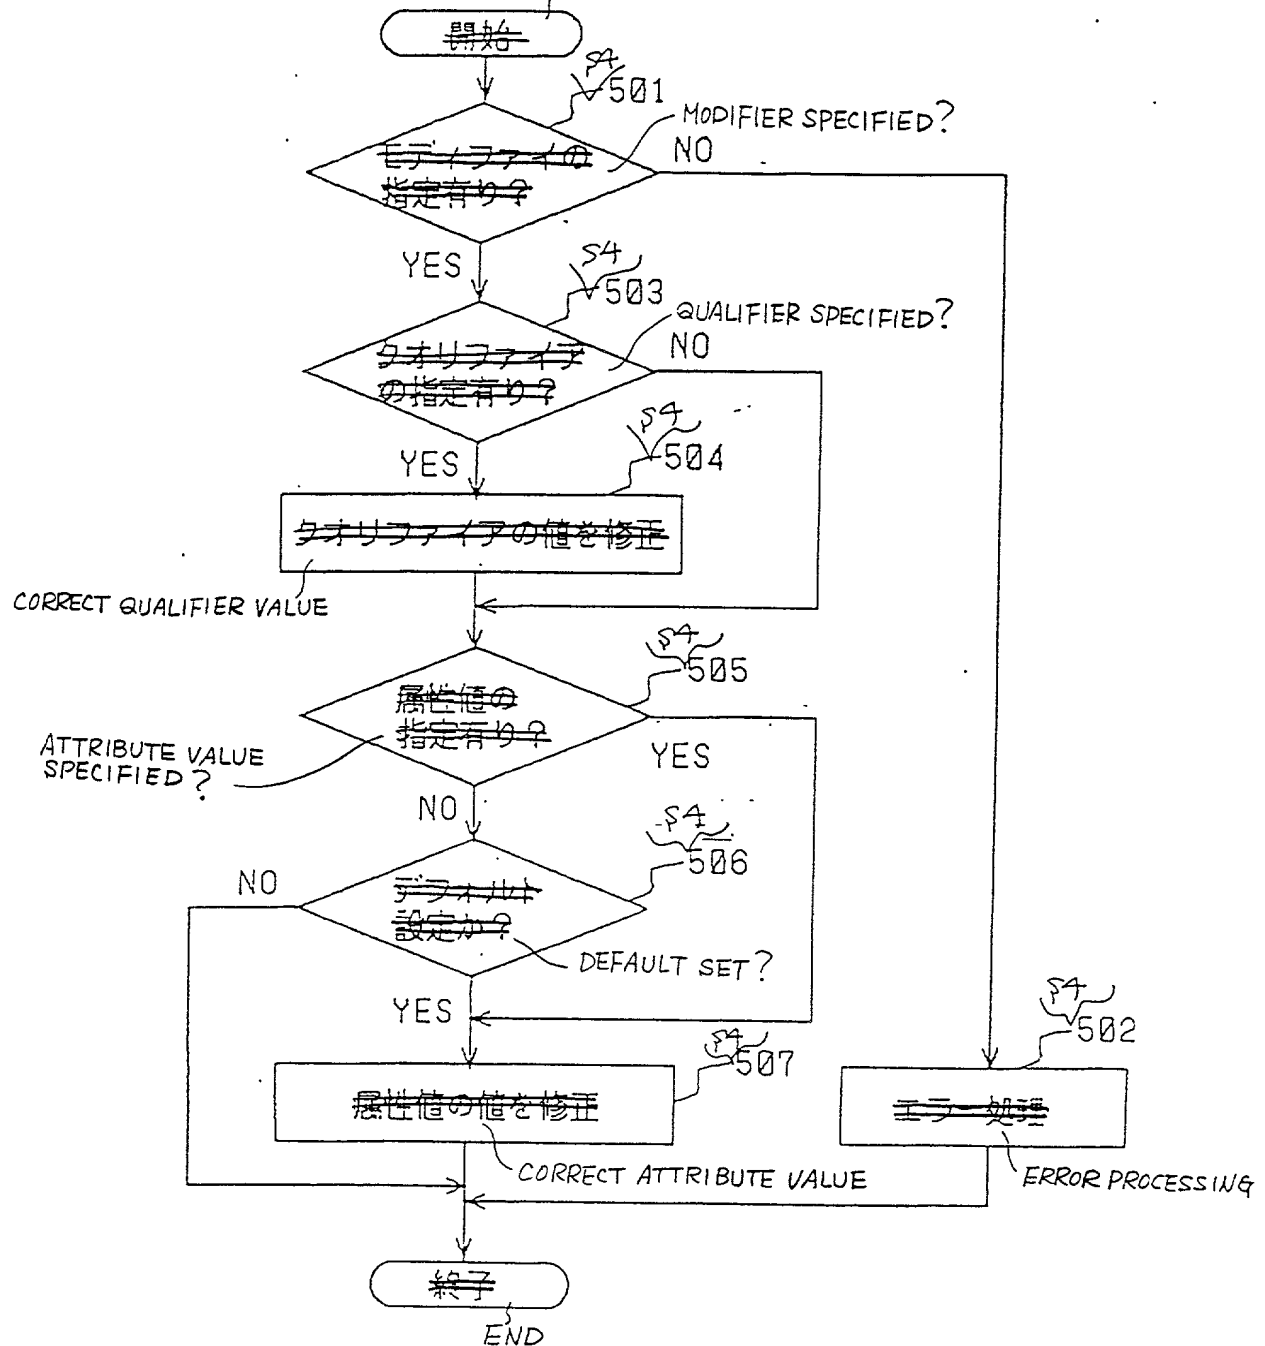 開始
S4
501
MODIFIER SPECIFIED?
モディファイの
指定有り?
NO
YES
S4
503
QUALIFIER SPECIFIED?
クオリファイア
の指定有り?
NO
YES
S4
504
クオリファイアの値を修正
CORRECT QUALIFIER VALUE
S4
505
属性値の
指定有り?
ATTRIBUTE VALUE
SPECIFIED?
YES
NO
S4
506
デフォルト
設定か?
NO
DEFAULT SET?
YES
S4
507
S4
502
属性値の値を修正
エラー処理
CORRECT ATTRIBUTE VALUE
ERROR PROCESSING
終了
END